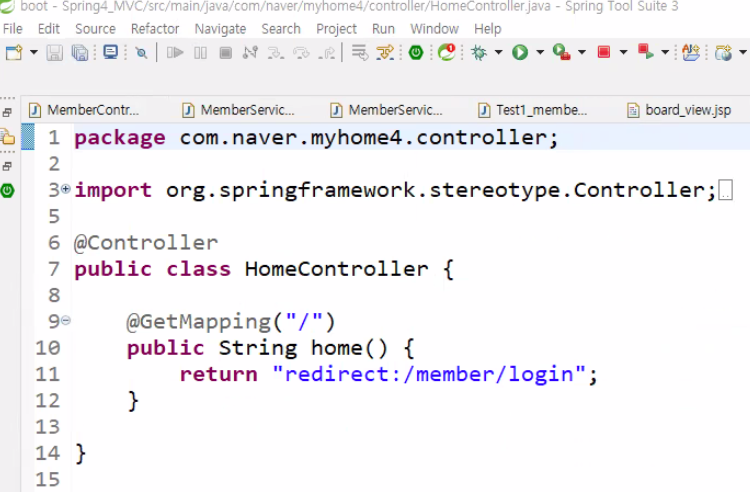 boot - Spring4_MVC/src/main/java/com/naver/myhome4/controller/HomeController.java - Spring Tool Suite 3
File Edit Source Refactor Navigate Search Project Run Window Help
MemberContr... MemberServic... MemberServic... Test1_membe... board_view.jsp
1 package com.naver.myhome4.controller;
2
3 import org.springframework.stereotype.Controller;
5
6 @Controller
7 public class HomeController {
8
9 @GetMapping("/")
10 public String home() {
11 return "redirect:/member/login";
12 }
13
14 }
15